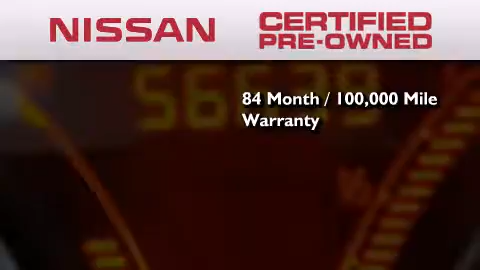 NISSAN
CERTIFIED
PRE-OWNED
84 Month / 100,000 Mile
Warranty